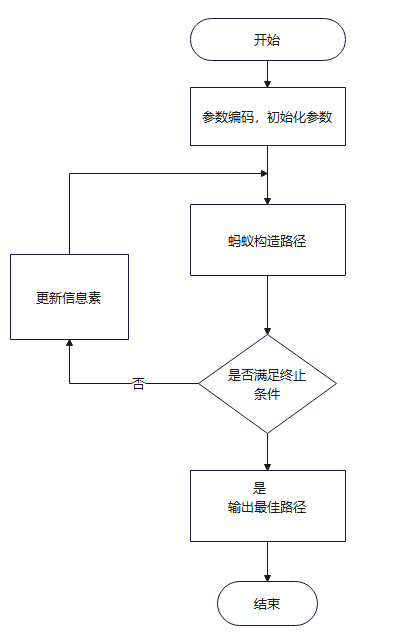 开始
参数编码，初始化参数
蚂蚁构造路径
更新信息素
是否满足终止
条件
否
是
输出最佳路径
结束